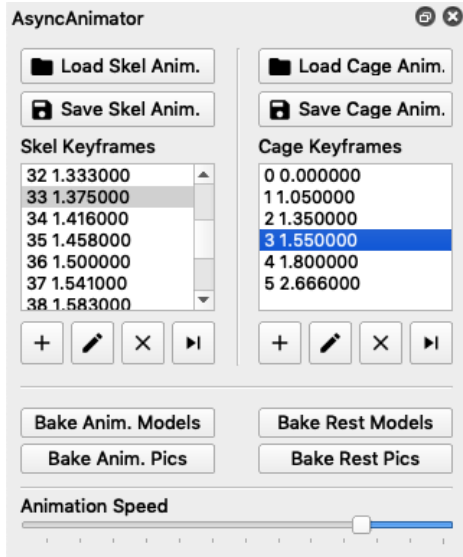 AsyncAnimator
Load Skel Anim.
Load Cage Anim.
Save Skel Anim.
Save Cage Anim.
Skel Keyframes
Cage Keyframes
32 1.333000
33 1.375000
34 1.416000
35 1.458000
36 1.500000
37 1.541000
38 1.583000
0 0.000000
1 1.050000
2 1.350000
3 1.550000
4 1.800000
5 2.666000
Bake Anim. Models
Bake Rest Models
Bake Anim. Pics
Bake Rest Pics
Animation Speed